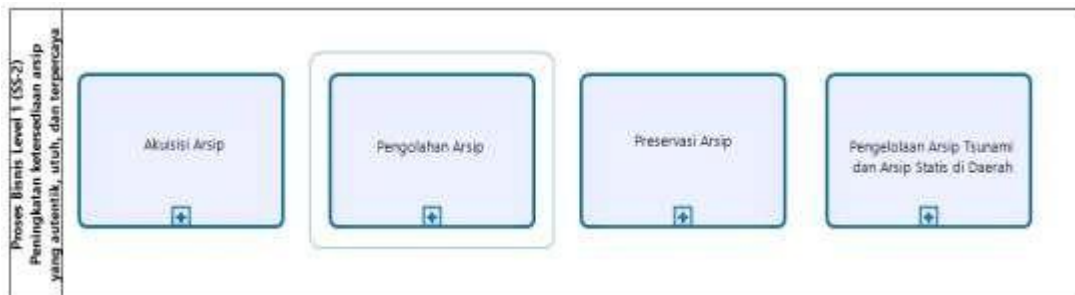 Proses Bisnis Level 1 (SS-2)
Peningkatan ketersediaan arsip
yang autentik, utuh, dan terpercaya
Akuisisi Arsip
Pengolahan Arsip
Preservasi Arsip
Pengelolaan Arsip Tsunami
dan Arsip Statis di Daerah